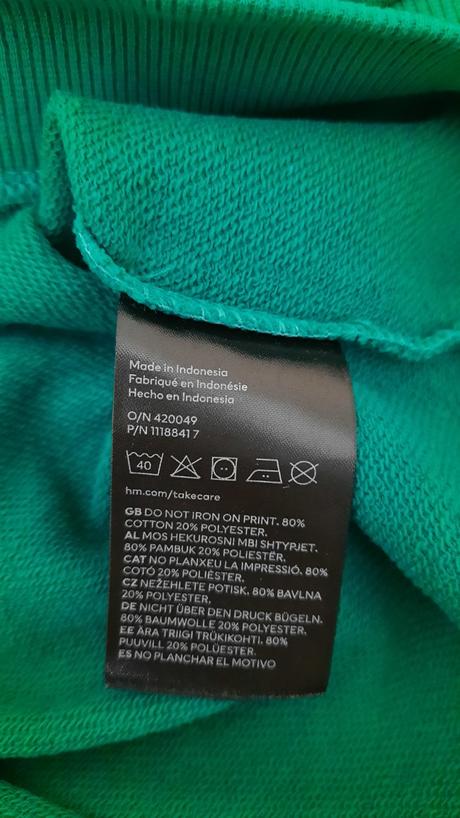 Made in Indonesia
Fabriqué en Indonésie
Hecho en Indonesia
O/N 420049
P/N 1118841 7
40
hm.com/takecare
GB DO NOT IRON ON PRINT. 80%
COTTON 20% POLYESTER.
AL MOS HEKUROSNI MBI SHTYPJET.
80% PAMBUK 20% POLIESTËR.
CAT NO PLANXEU LA IMPRESSIÓ. 80%
COTÓ 20% POLIÈSTER.
CZ NEŽEHLETE POTISK. 80% BAVLNA
20% POLYESTER.
DE NICHT ÜBER DEN DRUCK BÜGELN.
80% BAUMWOLLE 20% POLYESTER.
EE ÄRA TRIIGI TRÜKIKOHTI. 80%
PUUVILL 20% POLÜESTER.
ES NO PLANCHAR EL MOTIVO